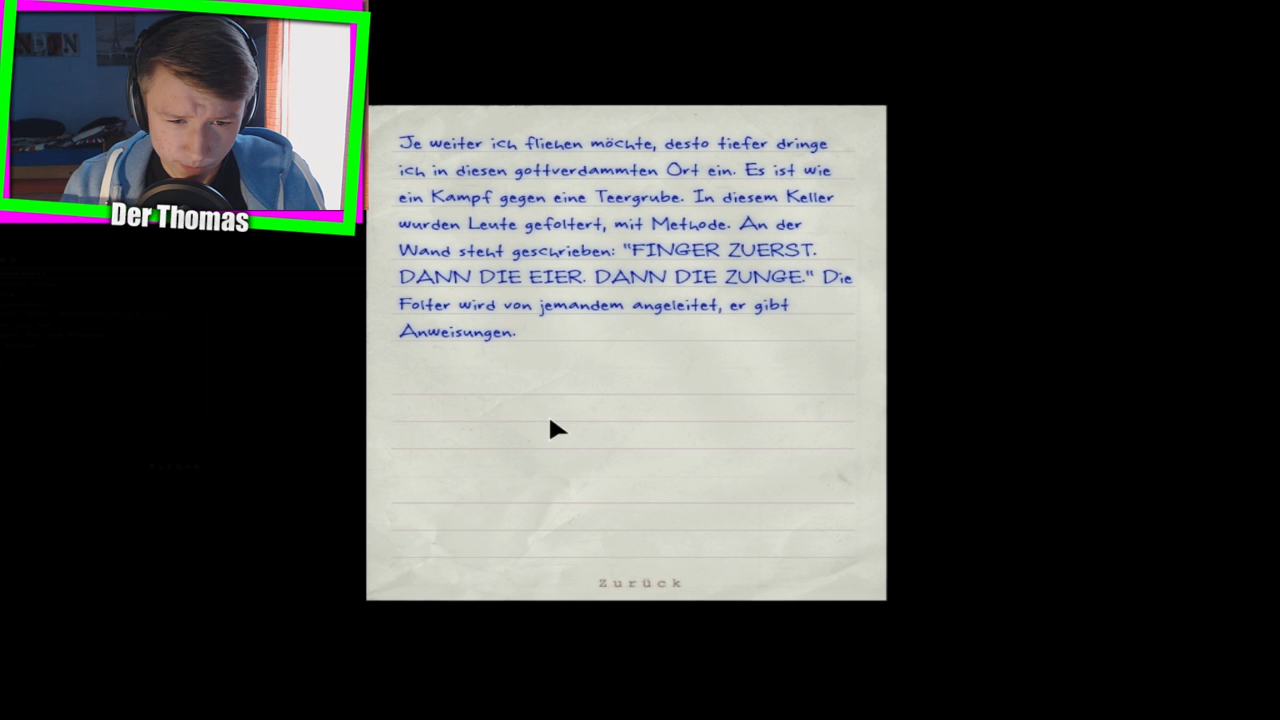 Der Thomas
Je weiter ich fliehen möchte, desto tiefer dringe
ich in diesen gottverdammten Ort ein. Es ist wie
ein Kampf gegen eine Teergrube. In diesem Keller
wurden Leute gefoltert, mit Methode. An der
Wand steht geschrieben: "FINGER ZUERST.
DANN DIE EIER. DANN DIE ZUNGE." Die
Folter wird von jemandem angeleitet, er gibt
Anweisungen.
Zurück